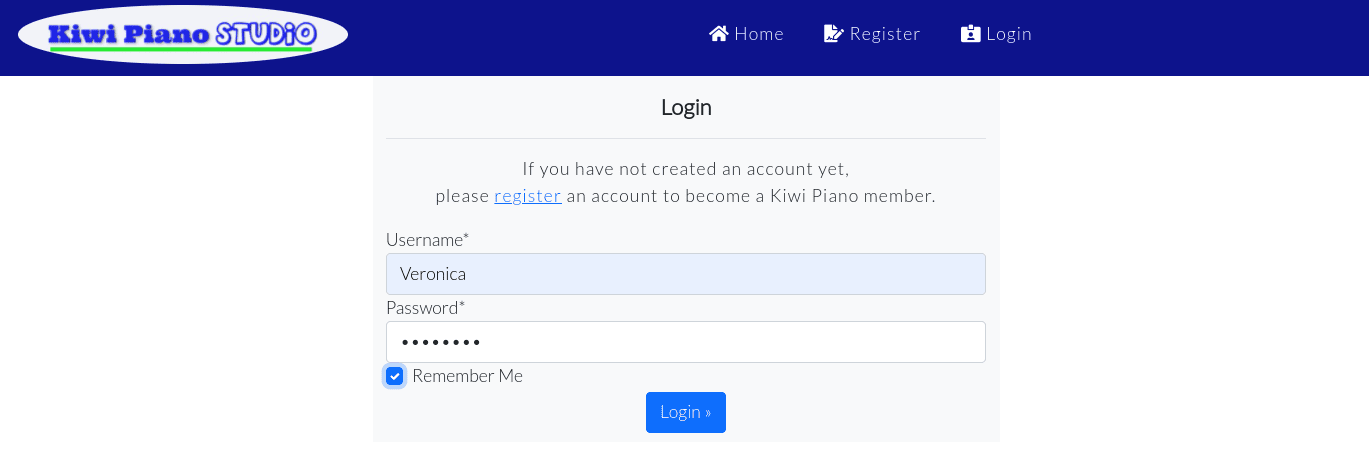 Kiwi Piano STUDiO
Home
Register
Login
Login
If you have not created an account yet,
please register an account to become a Kiwi Piano member.
Username*
Veronica
Password*
••••••••
Remember Me
Login »